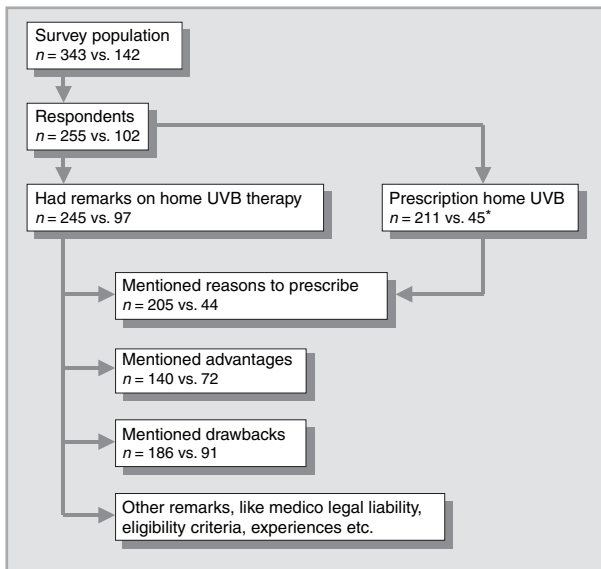 Survey population
n = 343 vs. 142
Respondents
n = 255 vs. 102
Had remarks on home UVB therapy
n = 245 vs. 97
Prescription home UVB
n = 211 vs. 45*
Mentioned reasons to prescribe
n = 205 vs. 44
Mentioned advantages
n = 140 vs. 72
Mentioned drawbacks
n = 186 vs. 91
Other remarks, like medico legal liability,
eligibility criteria, experiences etc.